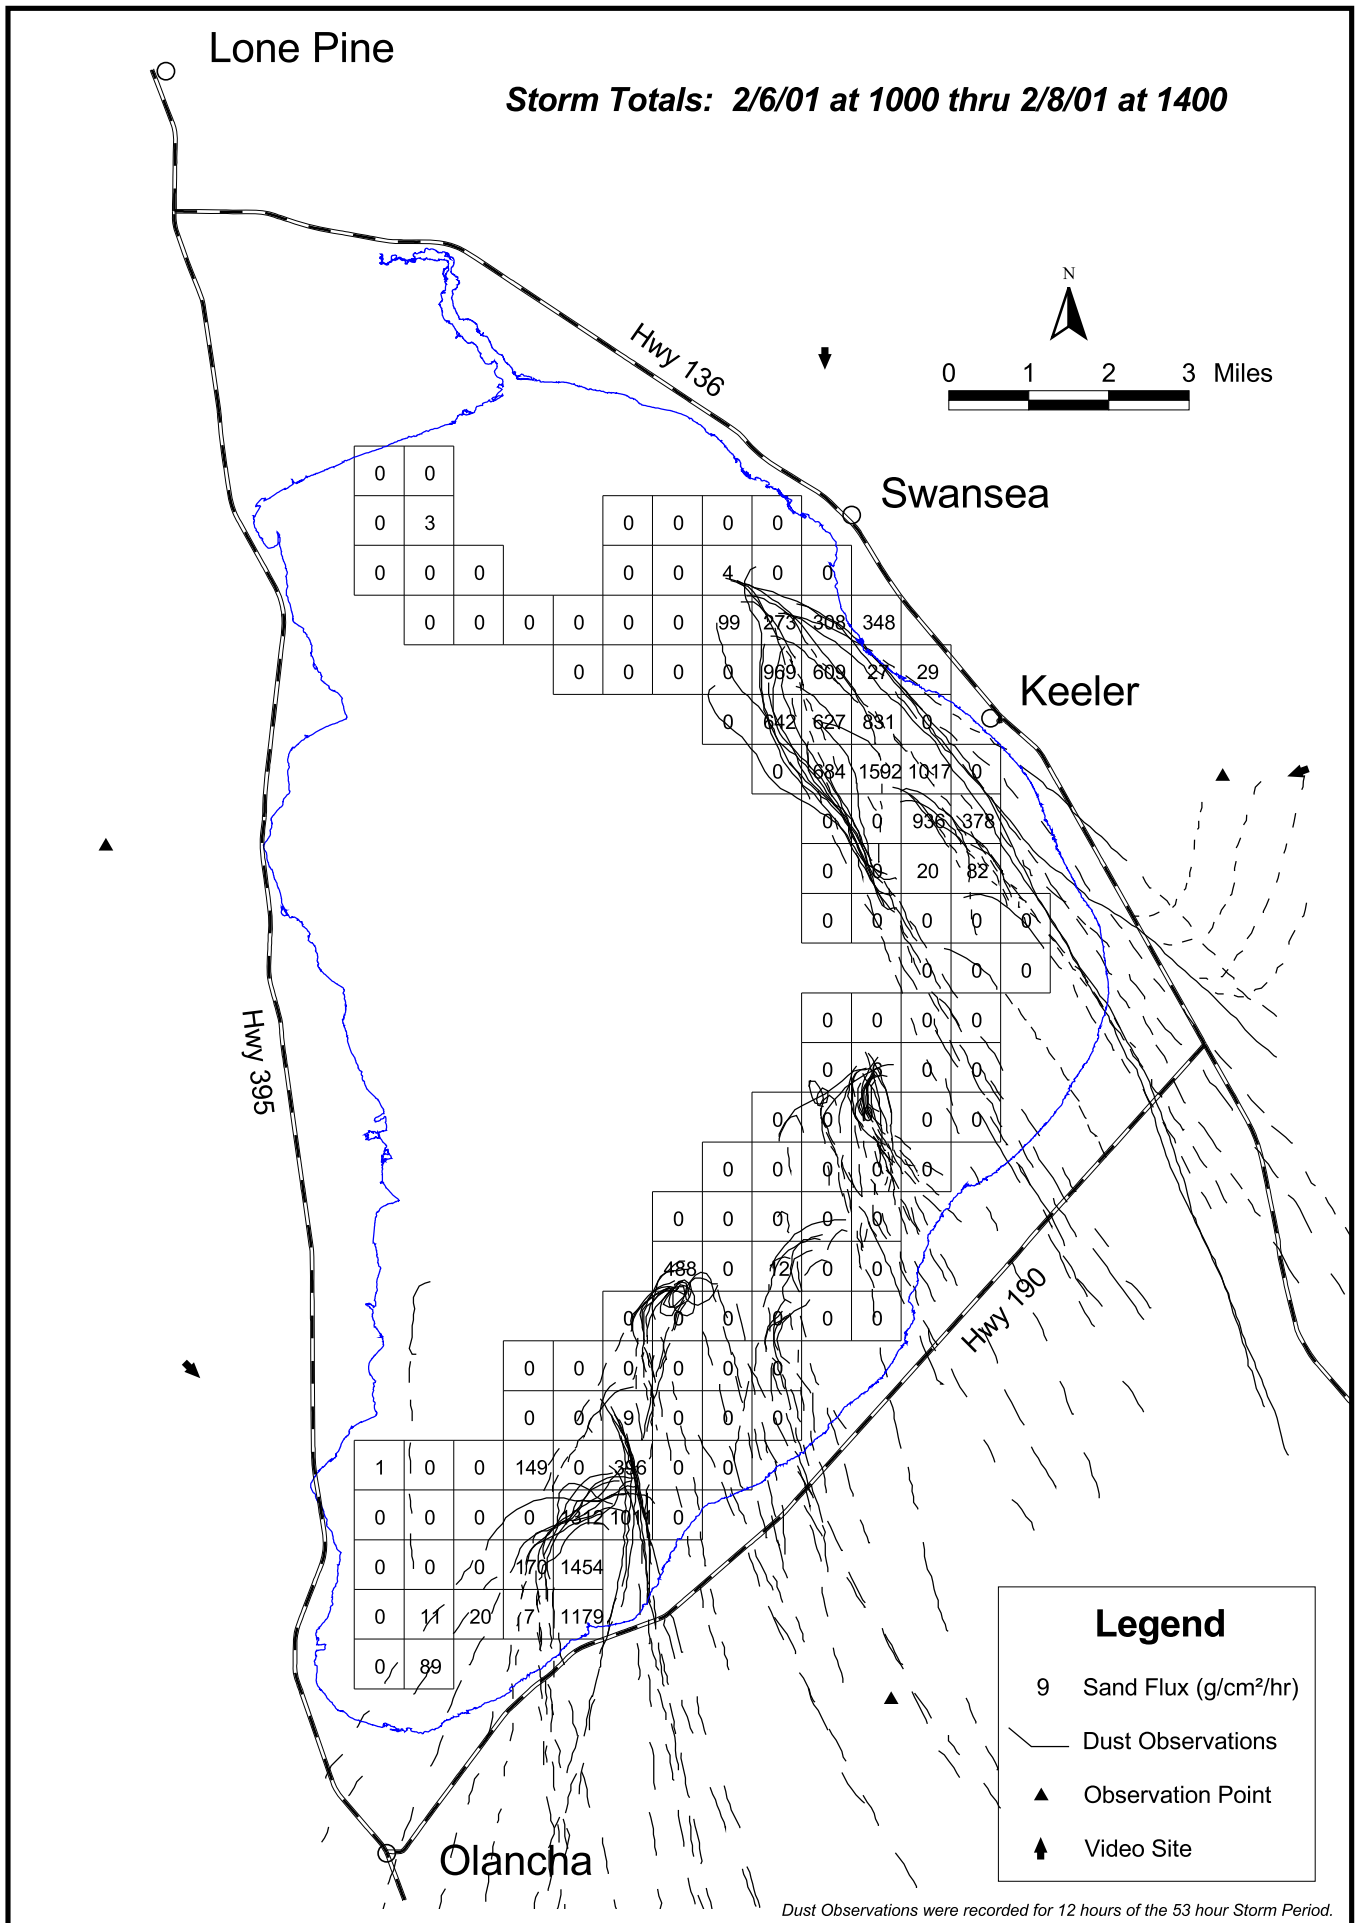 Lone Pine
Storm Totals: 2/6/01 at 1000 thru 2/8/01 at 1400
N
Hwy 136
0 1 2 3 Miles
0 0
Swansea
0 3 0 0 0 0
0 0 0 0 0 4 0 0
0 0 0 0 0 0 99 273 308 348
0 0 0 0 969 609 27 29
Keeler
0 642 627 831 0
0 684 1592 1017 0
0 0 936 378
0 0 20 82
0 0 0 0 0
0 0 0
Hwy 395
0 0 0 0
0 0 0
0 0 0 0
0 0 0 0 0
0 0 0 0 0
488 0 12 0 0
Hwy 190
0 0 0 0 0 0
0 0 0 0 0 0
0 0 9 0 0 0
1 0 0 149 0 396 0 0
0 0 0 0 1312 1011 0
0 0 0 170 1454
0 11 20 7 1179
0 89
Legend
9 Sand Flux (g/cm²/hr)
Dust Observations
Observation Point
Video Site
Olancha
Dust Observations were recorded for 12 hours of the 53 hour Storm Period.